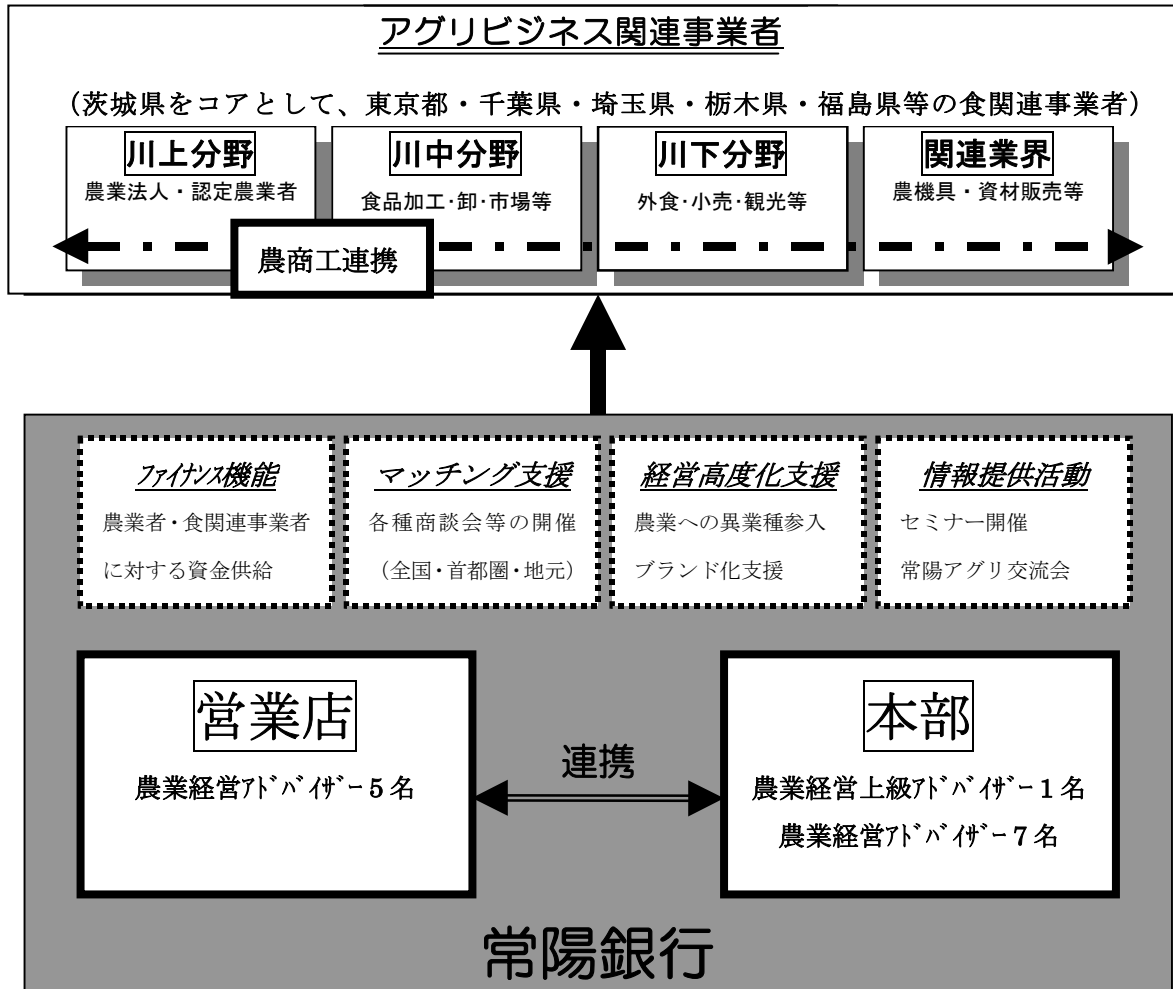 アグリビジネス関連事業者
(茨城県をコアとして、東京都・千葉県・埼玉県・栃木県・福島県等の食関連事業者)
川上分野
農業法人・認定農業者
川中分野
食品加工・卸・市場等
川下分野
外食・小売・観光等
関連業界
農機具・資材販売等
農商工連携
ファイナンス機能
農業者・食関連事業者
に対する資金供給
マッチング支援
各種商談会等の開催
(全国・首都圏・地元)
経営高度化支援
農業への異業種参入
ブランド化支援
情報提供活動
セミナー開催
常陽アグリ交流会
営業店
農業経営アドバイザー5名
連携
本部
農業経営上級アドバイザー1名
農業経営アドバイザー7名
常陽銀行